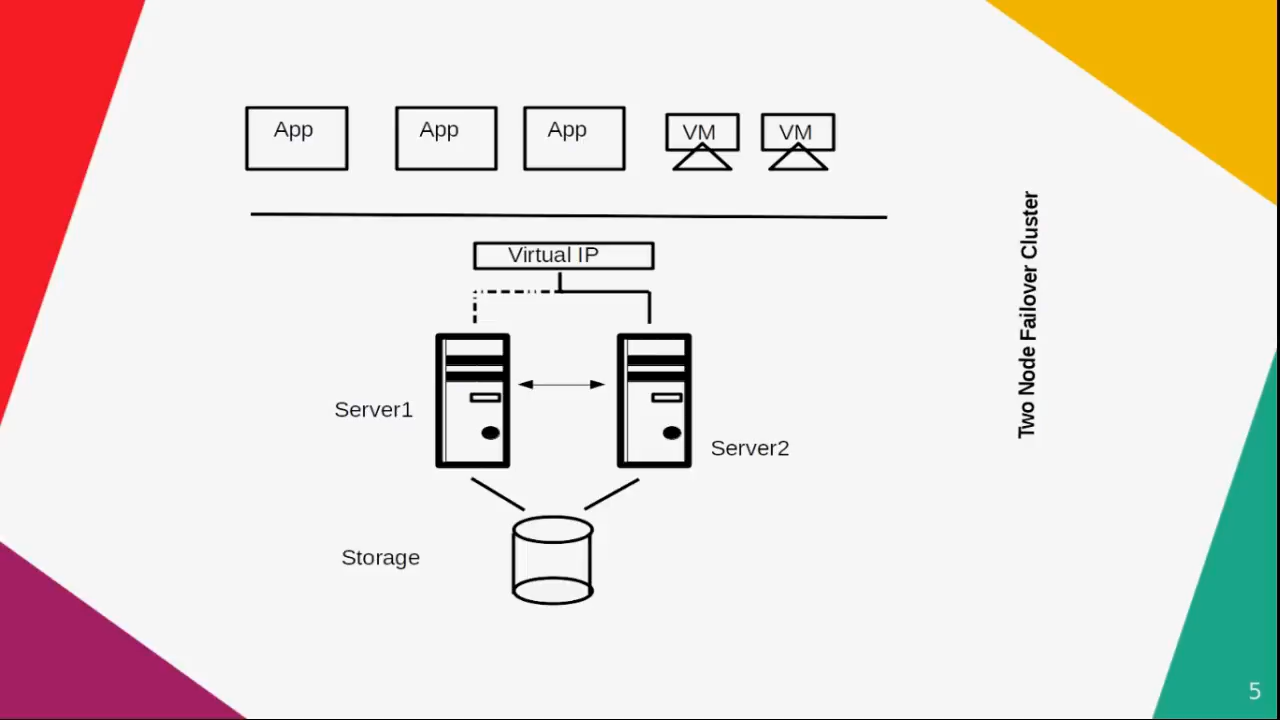 App
App
App
VM
VM
Virtual IP
Two Node Failover Cluster
Server1
Server2
Storage
5